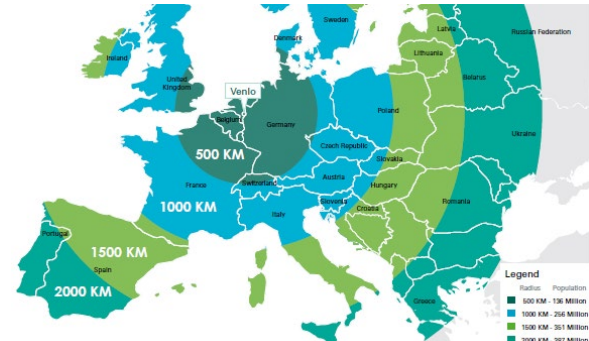 Sweden
Denmark
Latvia
Russian Federation
Lithuania
Ireland
United
Kingdom
Belarus
Venlo
Poland
Belgium
Germany
Ukraine
500 KM
Czech Republic
Slovakia
Austria
Switzerland
France
Hungary
1000 KM
Slovenia
Romania
Italy
Croatia
Portugal
1500 KM
Spain
2000 KM
Greece
Legend
Radius Population
500 KM - 136 Million
1000 KM - 256 Million
1500 KM - 351 Million